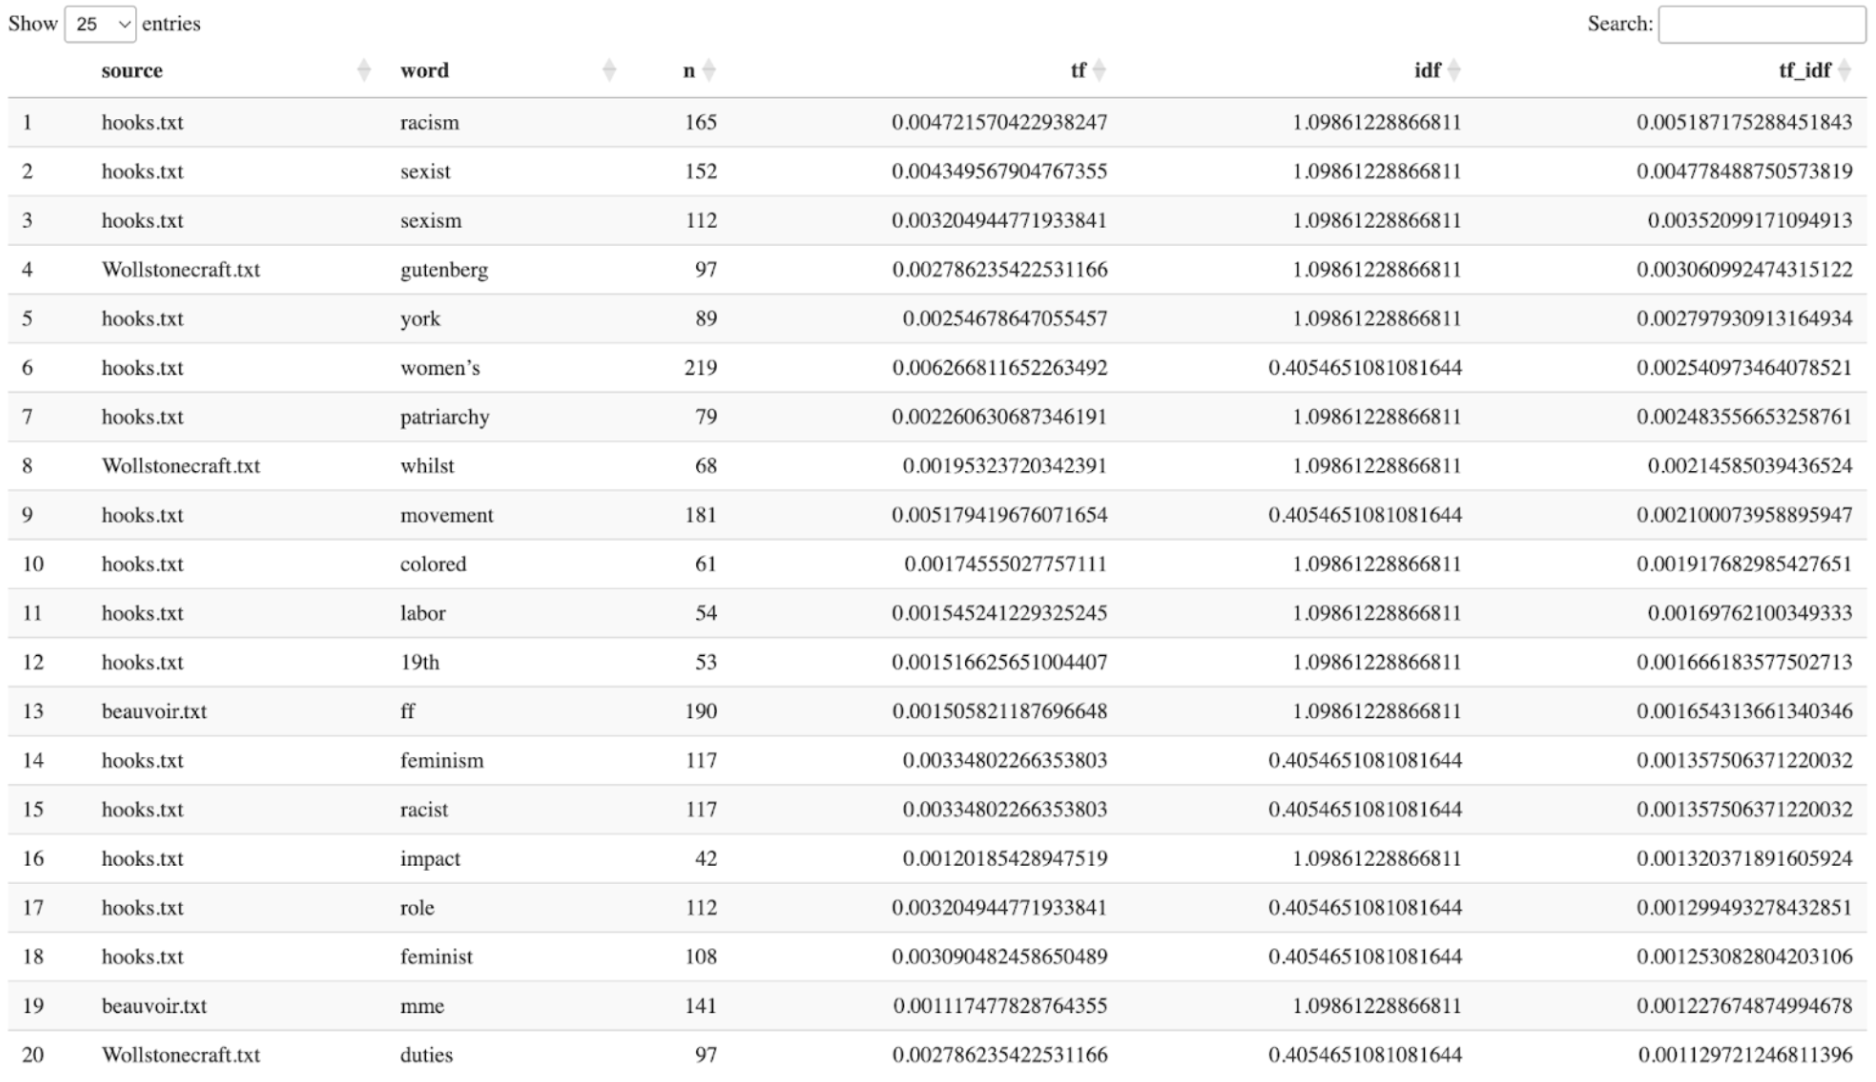 Show 25 entries Search:
source word n tf idf tf_idf
1 hooks.txt racism 165 0.004721570422938247 1.09861228866811 0.005187175288451843
2 hooks.txt sexist 152 0.004349567904767355 1.09861228866811 0.004778488750573819
3 hooks.txt sexism 112 0.003204944771933841 1.09861228866811 0.00352099171094913
4 Wollstonecraft.txt gutenberg 97 0.002786235422531166 1.09861228866811 0.003060992474315122
5 hooks.txt york 89 0.00254678647055457 1.09861228866811 0.002797930913164934
6 hooks.txt women’s 219 0.006266811652263492 0.4054651081081644 0.002540973464078521
7 hooks.txt patriarchy 79 0.002260630687346191 1.09861228866811 0.002483556653258761
8 Wollstonecraft.txt whilst 68 0.00195323720342391 1.09861228866811 0.00214585039436524
9 hooks.txt movement 181 0.005179419676071654 0.4054651081081644 0.002100073958895947
10 hooks.txt colored 61 0.00174555027757111 1.09861228866811 0.001917682985427651
11 hooks.txt labor 54 0.001545241229325245 1.09861228866811 0.00169762100349333
12 hooks.txt 19th 53 0.001516625651004407 1.09861228866811 0.001666183577502713
13 beauvoir.txt ff 190 0.001505821187696648 1.09861228866811 0.001654313661340346
14 hooks.txt feminism 117 0.00334802266353803 0.4054651081081644 0.001357506371220032
15 hooks.txt racist 117 0.00334802266353803 0.4054651081081644 0.001357506371220032
16 hooks.txt impact 42 0.00120185428947519 1.09861228866811 0.001320371891605924
17 hooks.txt role 112 0.003204944771933841 0.4054651081081644 0.001299493278432851
18 hooks.txt feminist 108 0.003090482458650489 0.4054651081081644 0.001253082804203106
19 beauvoir.txt mme 141 0.001117477828764355 1.09861228866811 0.001227674874994678
20 Wollstonecraft.txt duties 97 0.002786235422531166 0.4054651081081644 0.001129721246811396